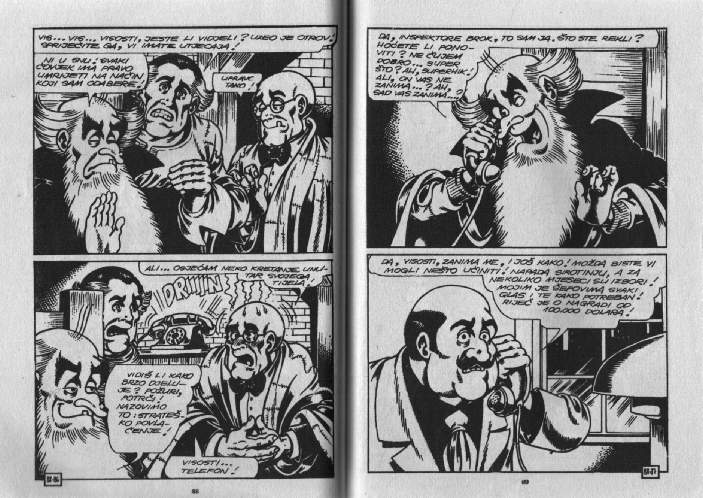 VIS... VIS... VISOSTI, JESTE LI VIDJELI? UZEO JE OTROV!
SPRIJEČITE GA, VI IMATE UTJECAJA!
NI U SNU! SVAKI
ČOVJEK IMA PRAVO
UMRIJETI NA NAČIN
KOJI SAM ODABERE!
UPRAVO
TAKO!
ALI... OSJEĆAM NEKO KRETANJE UNU-
TAR SVOJEGA
TIJELA!
DRIIIIN
VIDIŠ LI KAKO
BRZO DJELU-
JE? POŽURI,
POTRČI!
NAZOVIMO
TO: STRATEŠ-
KO POVLA-
ČENJE.
VISOSTI...
TELEFON!
DA, INSPEKTORE BROK, TO SAM JA. ŠTO STE REKLI?
HOĆETE LI PONO-
VITI? NE ČUJEM
DOBRO... SUPER
ŠTO? AH, SUPERHIK!
ALI, ON VAS NE
ZANIMA...? AH,
SAD VAS ZANIMA...?
DA, VISOSTI, ZANIMA ME, I JOŠ KAKO! MOŽDA BISTE VI
MOGLI NEŠTO UČINITI! NAPADA SIROTINJU, A ZA
NEKOLIKO MJESECI SU IZBORI!
MOJIM JE ŠEFOVIMA SVAKI
GLAS I TE KAKO POTREBAN!
RIJEČ JE O NAGRADI OD
100.000 DOLARA!